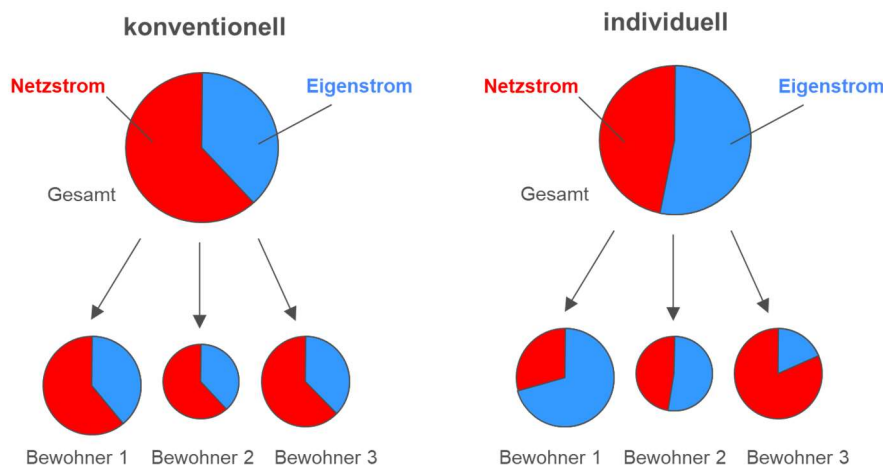 konventionell
Netzstrom
Eigenstrom
Gesamt
Bewohner 1
Bewohner 2
Bewohner 3
individuell
Netzstrom
Eigenstrom
Gesamt
Bewohner 1
Bewohner 2
Bewohner 3